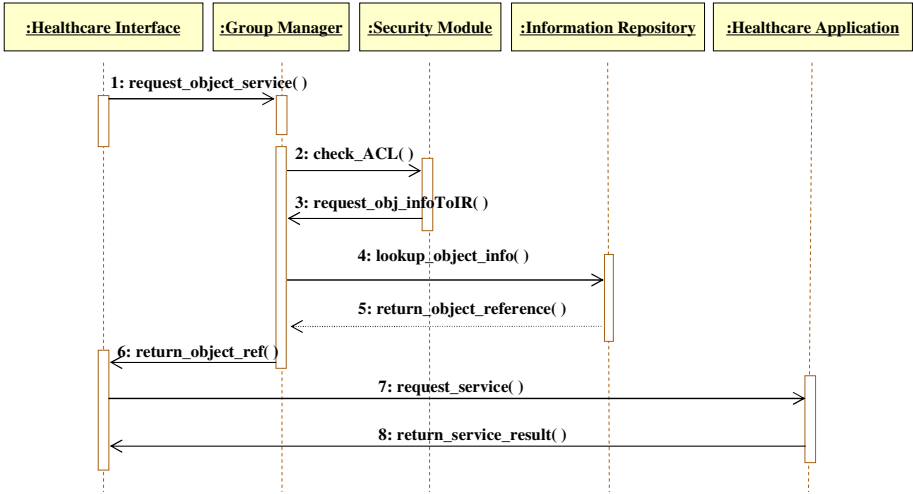 :Healthcare Interface
:Group Manager
:Security Module
:Information Repository
:Healthcare Application
1: request_object_service( )
2: check_ACL( )
3: request_obj_infoToIR( )
4: lookup_object_info( )
5: return_object_reference( )
6: return_object_ref( )
7: request_service( )
8: return_service_result( )